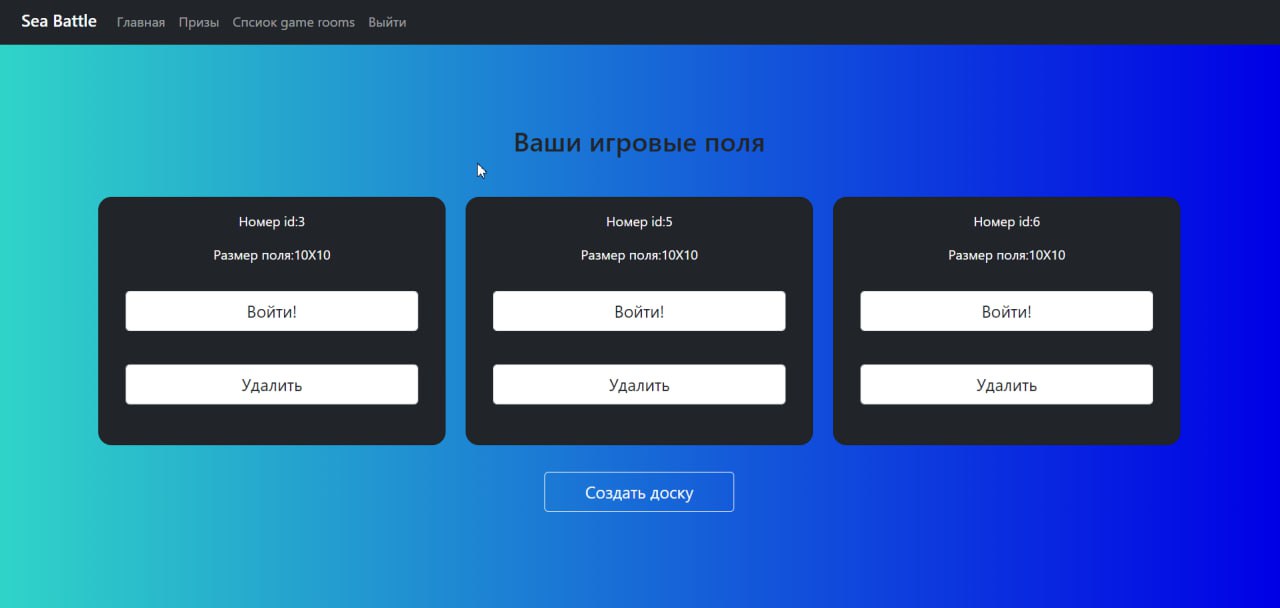 Sea Battle Главная Призы Спсиок game rooms Выйти
Ваши игровые поля
Номер id:3 Номер id:5 Номер id:6
Размер поля:10X10 Размер поля:10X10 Размер поля:10X10
Войти! Войти! Войти!
Удалить Удалить Удалить
Создать доску